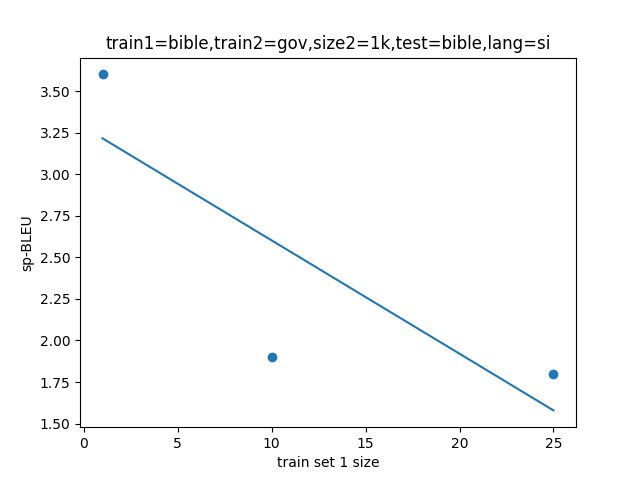 train1=bible,train2=gov,size2=1k,test=bible,lang=si
3.50
3.25
3.00
2.75
2.50
2.25
2.00
1.75
1.50
sp-BLEU
0 5 10 15 20 25
train set 1 size